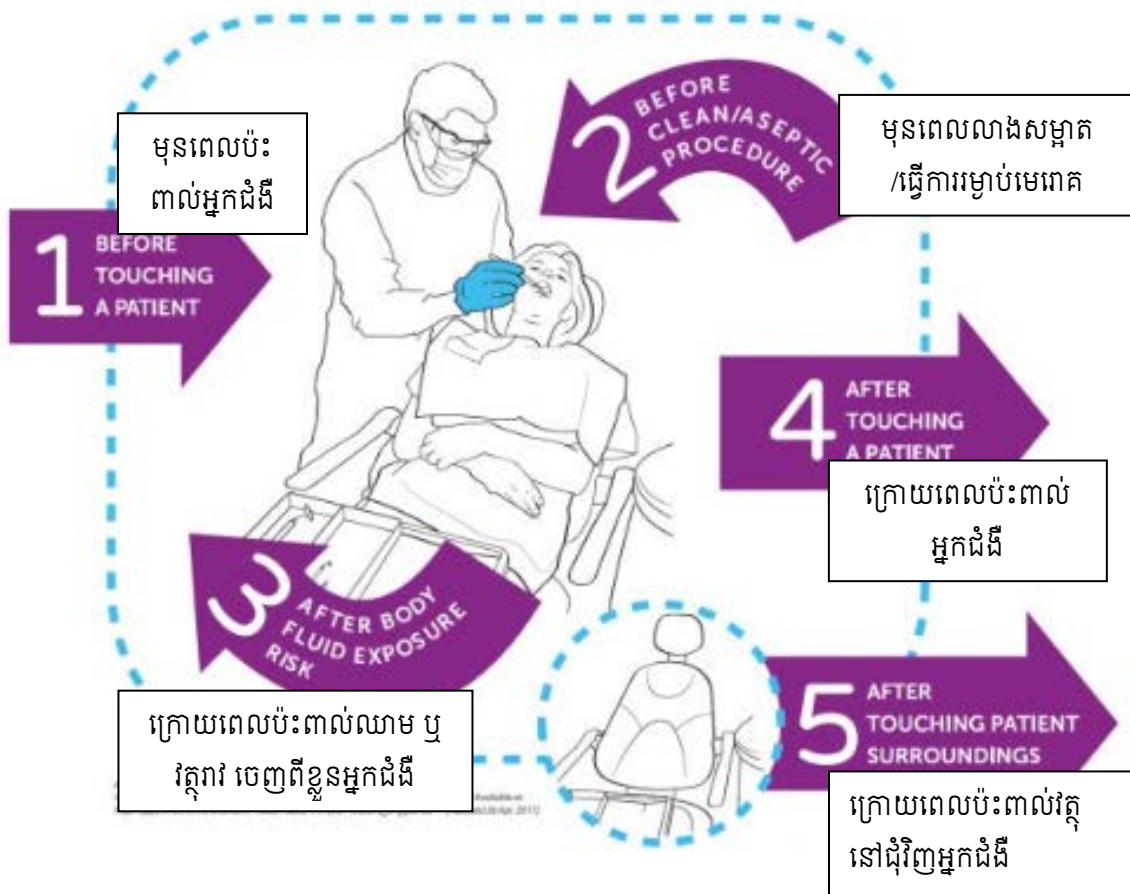 មុនពេលប៉ះ
ពាល់អ្នកជំងឺ
1 BEFORE
TOUCHING
A PATIENT
2 BEFORE
CLEAN/ASEPTIC
PROCEDURE
មុនពេលលាងសម្អាត
/ធ្វើការរម្ងាប់មេរោគ
4 AFTER
TOUCHING
A PATIENT
ក្រោយពេលប៉ះពាល់
អ្នកជំងឺ
3 AFTER BODY
FLUID EXPOSURE
RISK
ក្រោយពេលប៉ះពាល់ឈាម ឬ
វត្ថុរាវ ចេញពីខ្លួនអ្នកជំងឺ
5 AFTER
TOUCHING PATIENT
SURROUNDINGS
ក្រោយពេលប៉ះពាល់វត្ថុ
នៅជុំវិញអ្នកជំងឺ